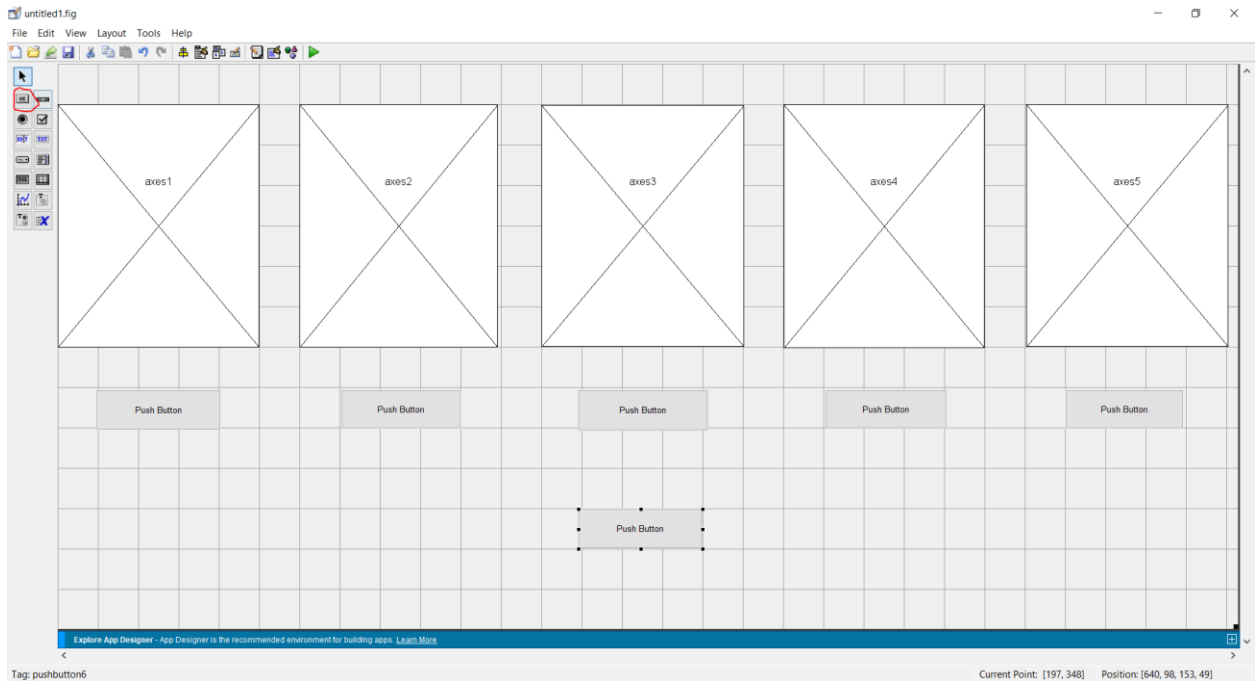 untitled1.fig
File Edit View Layout Tools Help
axes1 axes2 axes3 axes4 axes5
Push Button Push Button Push Button Push Button Push Button
Push Button
Explore App Designer - App Designer is the recommended environment for building apps. Learn More
Tag: pushbutton6 Current Point: [197, 348] Position: [640, 98, 153, 49]